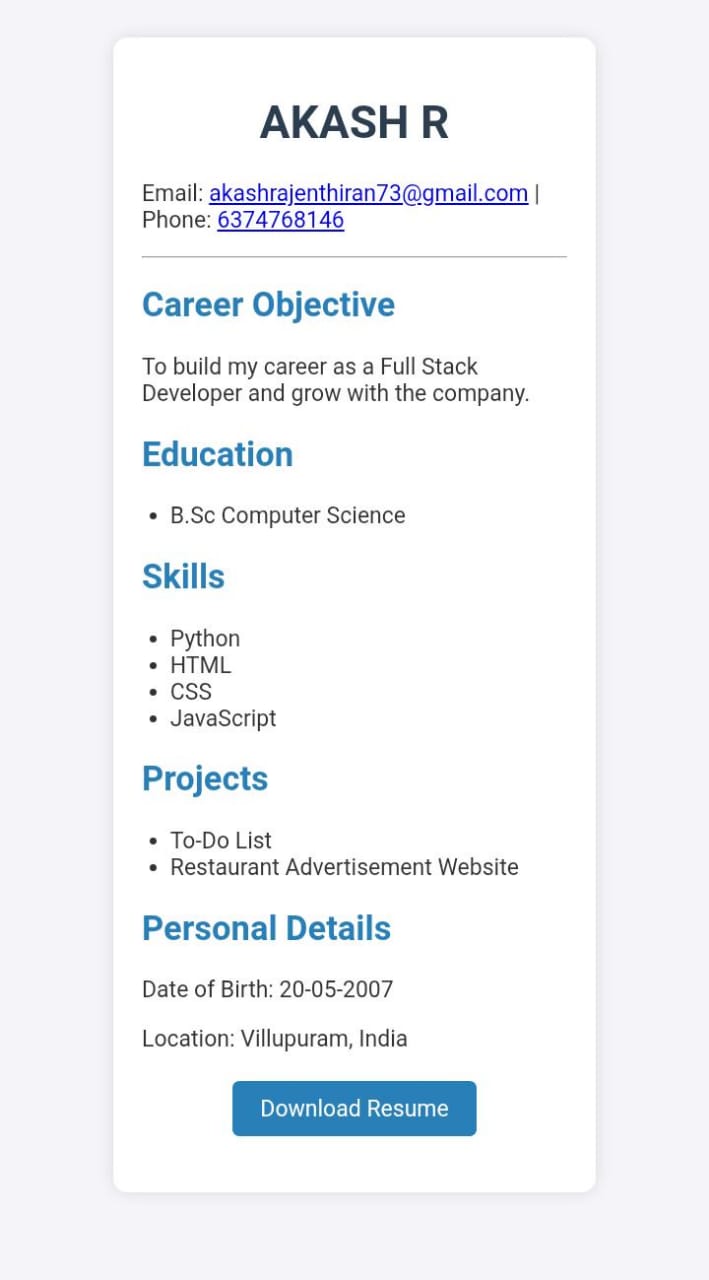 AKASH R
Email: akashrajenthiran73@gmail.com |
Phone: 6374768146
Career Objective
To build my career as a Full Stack
Developer and grow with the company.
Education
• B.Sc Computer Science
Skills
• Python
• HTML
• CSS
• JavaScript
Projects
• To-Do List
• Restaurant Advertisement Website
Personal Details
Date of Birth: 20-05-2007
Location: Villupuram, India
Download Resume